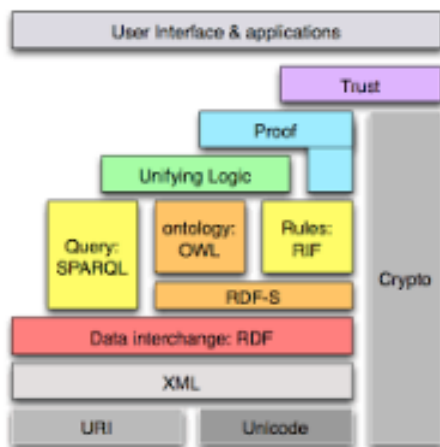 User Interface & applications
Trust
Proof
Unifying Logic
Query:
SPARQL
ontology:
OWL
Rules:
RIF
Crypto
RDF-S
Data interchange: RDF
XML
URI
Unicode